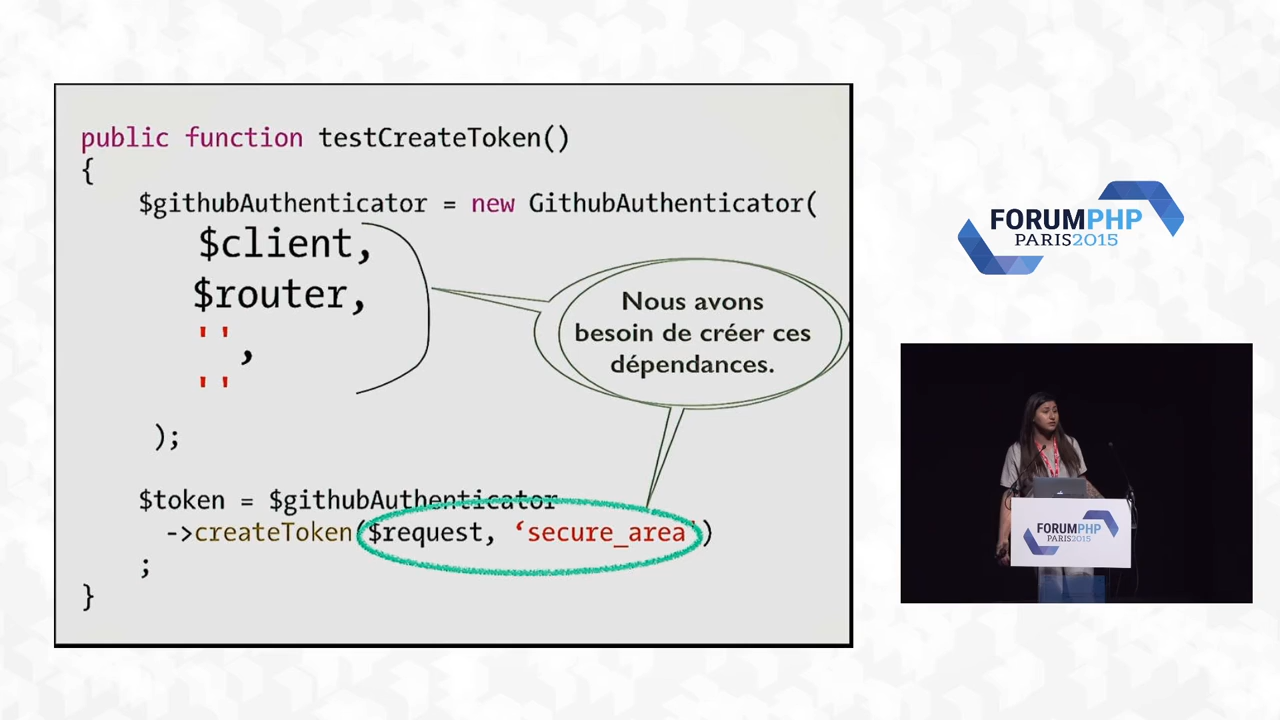 public function testCreateToken()
{
$githubAuthenticator = new GithubAuthenticator(
$client,
$router,
'',
''
);
Nous avons
besoin de créer ces
dépendances.
$token = $githubAuthenticator
->createToken($request, ‘secure_area')
;
}
FORUMPHP
PARIS2015
FORUMPHP
PARIS2015